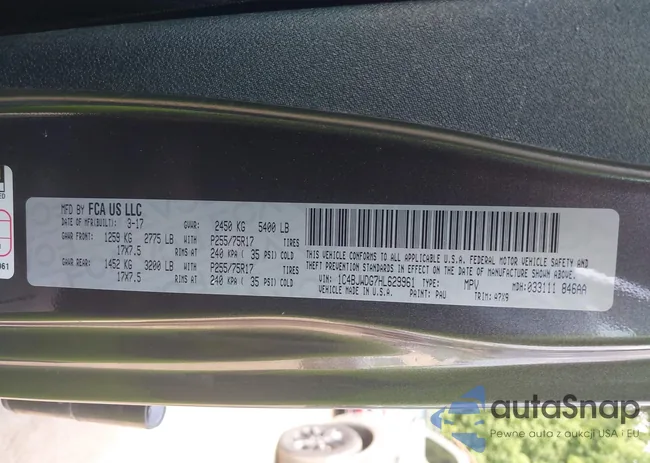 MFD BY FCA US LLC
DATE OF MFR(BUILT): 3-17 GVWR: 2450 KG 5400 LB
GAWR FRONT: 1259 KG 2775 LB WITH P255/75R17 TIRES
17X7.5 RIMS AT 240 KPA ( 35 PSI) COLD
GAWR REAR: 1452 KG 3200 LB WITH P255/75R17 TIRES
17X7.5 RIMS AT 240 KPA ( 35 PSI) COLD
THIS VEHICLE CONFORMS TO ALL APPLICABLE U.S.A. FEDERAL MOTOR VEHICLE SAFETY,
THEFT PREVENTION STANDARDS IN EFFECT ON THE DATE OF MANUFACTURE SHOWN ABOVE.
VIN: 1C4BJWDG7HL629961 TYPE: MPV MDH: 033111 846AA
VEHICLE MADE IN U.S.A. PAINT: PAU TRIM: A7X9
961
autaSnap
Pewne auta z aukcji USA i EU